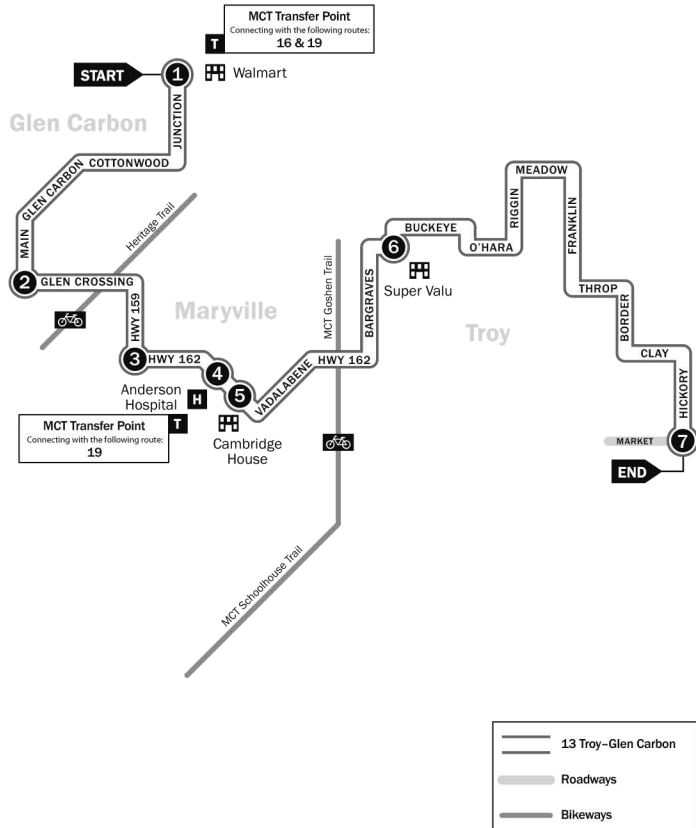 MCT Transfer Point
Connecting with the following routes:
16 & 19
T
START
1
Walmart
JUNCTION
Glen Carbon
COTTONWOOD
GLEN CARBON
MAIN
Heritage Trail
2
GLEN CROSSING
HWY 159
Maryville
3
HWY 162
4
5
Anderson
Hospital
H
MCT Transfer Point
Connecting with the following route:
19
T
Cambridge
House
VADALABENE
HWY 162
MCT Goshen Trail
MCT Schoolhouse Trail
BARGRAVES
6
BUCKEYE
Super Valu
O'HARA
RIGGIN
MEADOW
FRANKLIN
Troy
THROP
BORDER
CLAY
HICKORY
MARKET
7
END
13 Troy–Glen Carbon
Roadways
Bikeways